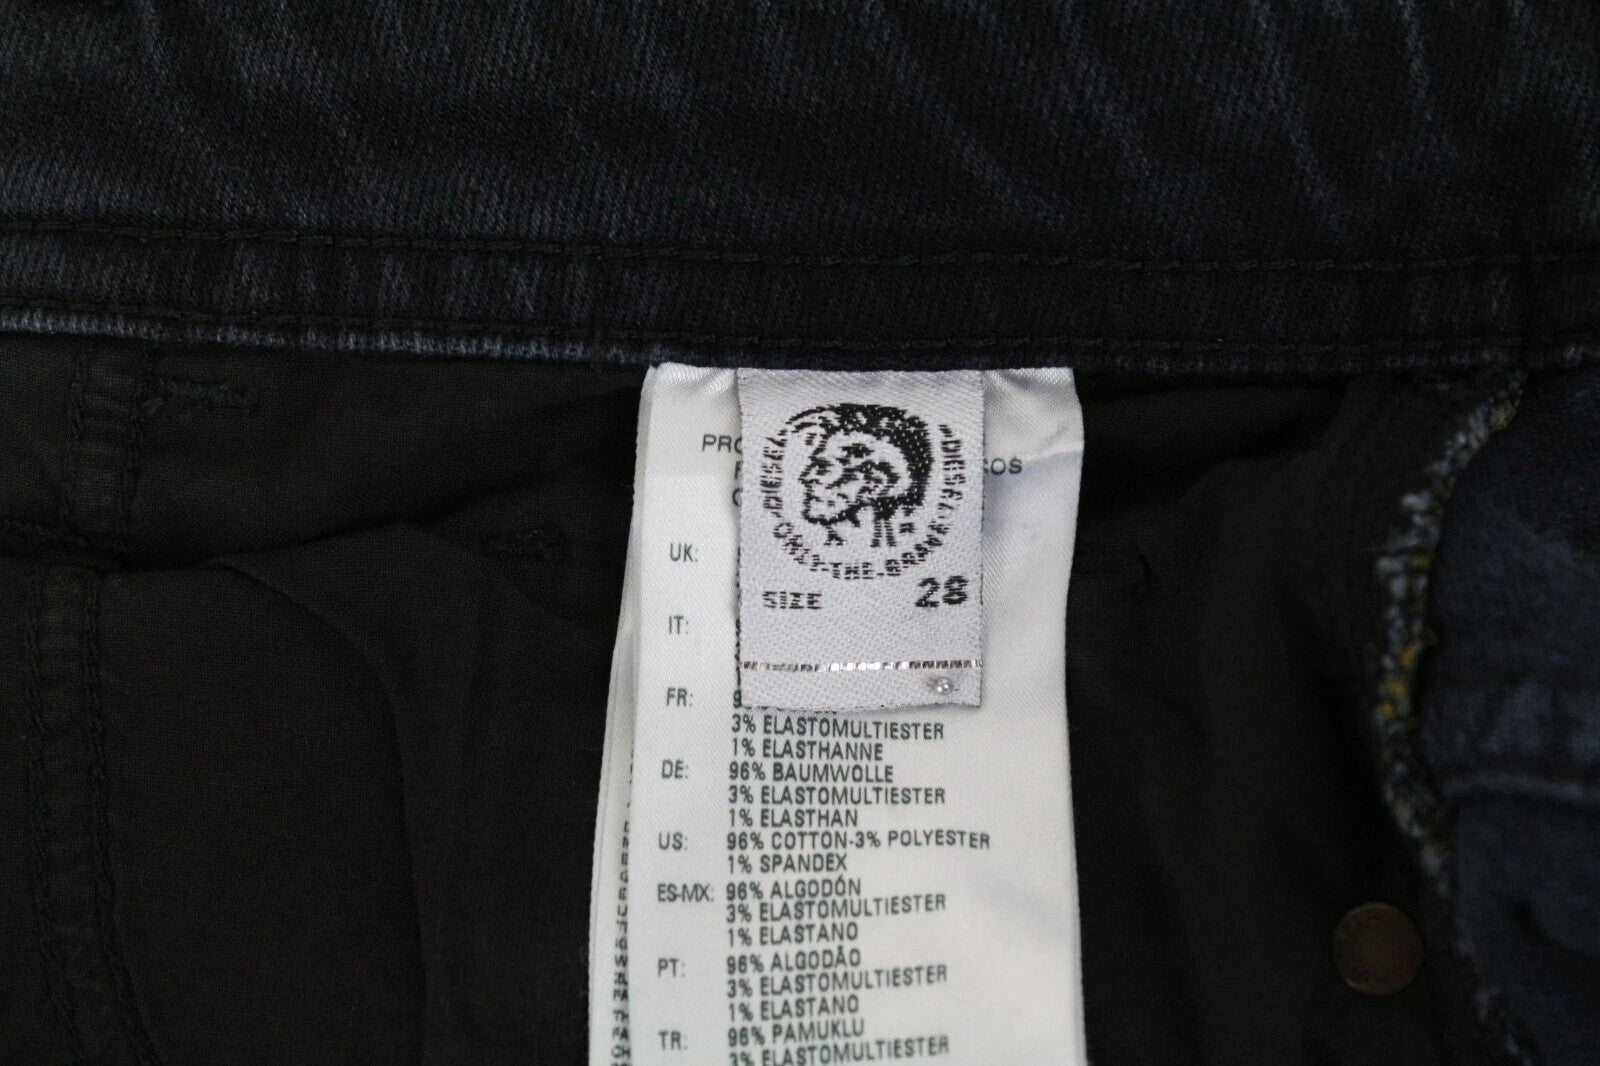 DIESEL
DIESEL
ONLY-THE-BRAVE
SIZE 28
UK:
IT:
FR:
3% ELASTOMULTIESTER
1% ELASTHANNE
DE: 96% BAUMWOLLE
3% ELASTOMULTIESTER
1% ELASTHAN
US: 96% COTTON-3% POLYESTER
1% SPANDEX
ES-MX: 96% ALGODÓN
3% ELASTOMULTIESTER
1% ELASTANO
PT: 96% ALGODÃO
3% ELASTOMULTIESTER
1% ELASTANO
TR: 96% PAMUKLU
3% ELASTOMULTIESTER